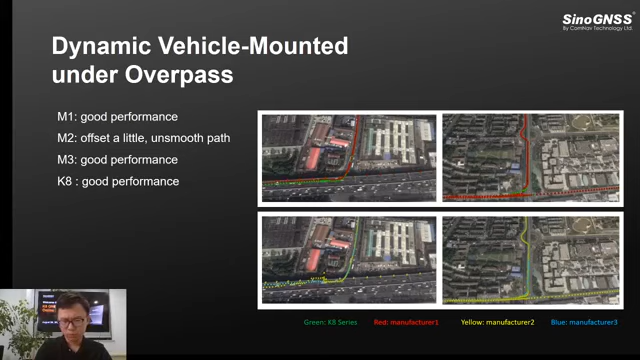 SinoGNSS®
By ComNav Technology Ltd.
Dynamic Vehicle-Mounted
under Overpass
M1: good performance
M2: offset a little, unsmooth path
M3: good performance
K8 : good performance
Green: K8 Series
Red: manufacturer1
Yellow: manufacturer2
Blue: manufacturer3